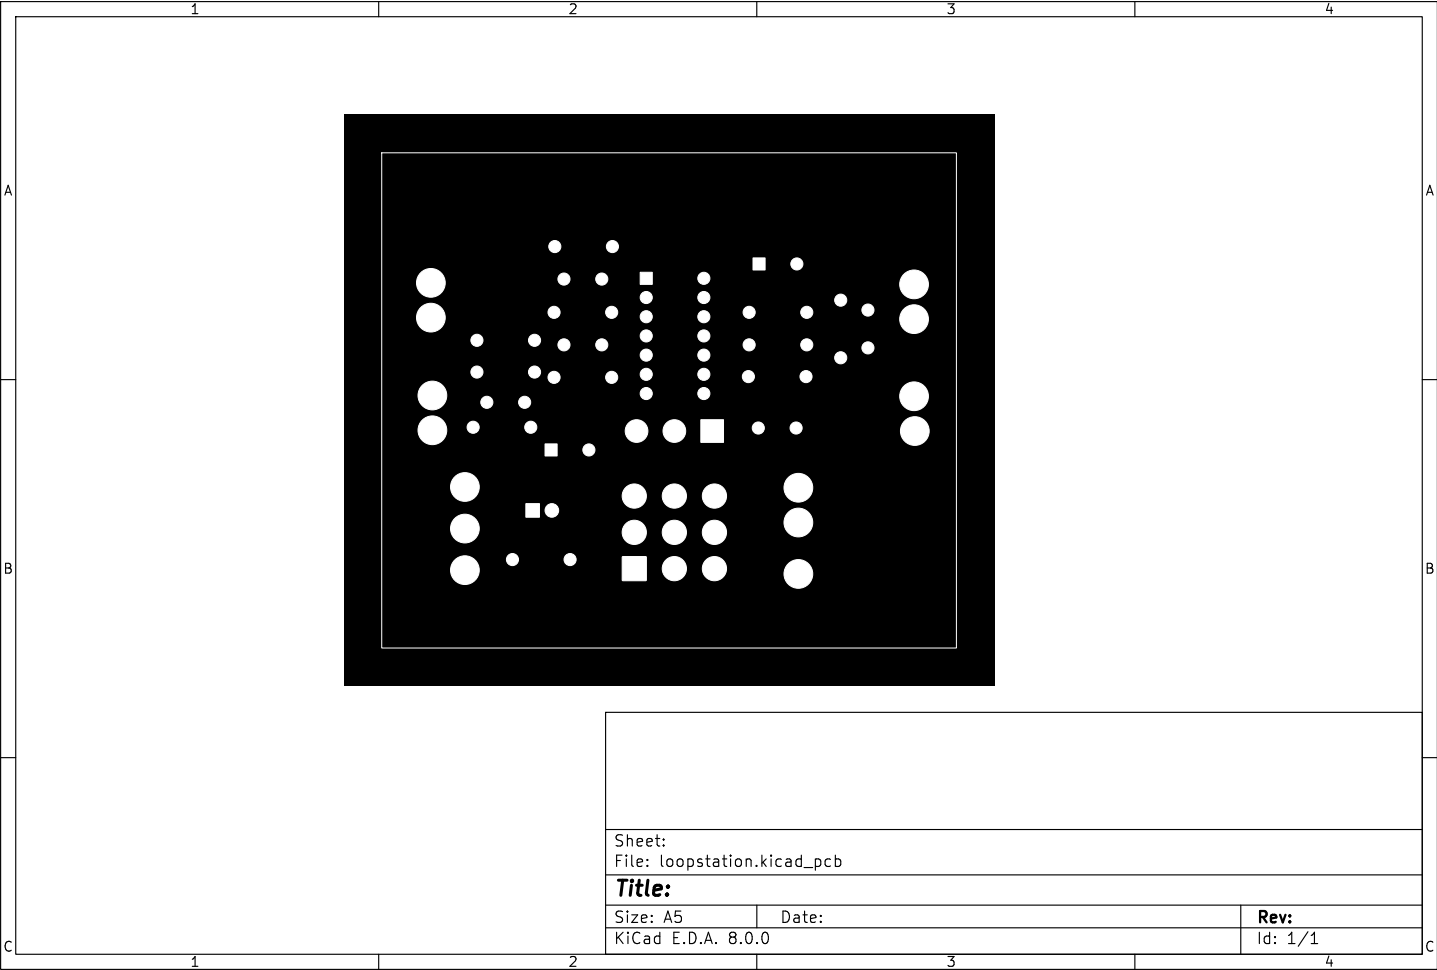 1 2 3 4
A A
B B
Sheet:
File: loopstation.kicad_pcb
Title:
Size: A5 Date: Rev:
KiCad E.D.A. 8.0.0 Id: 1/1
C C
1 2 3 4